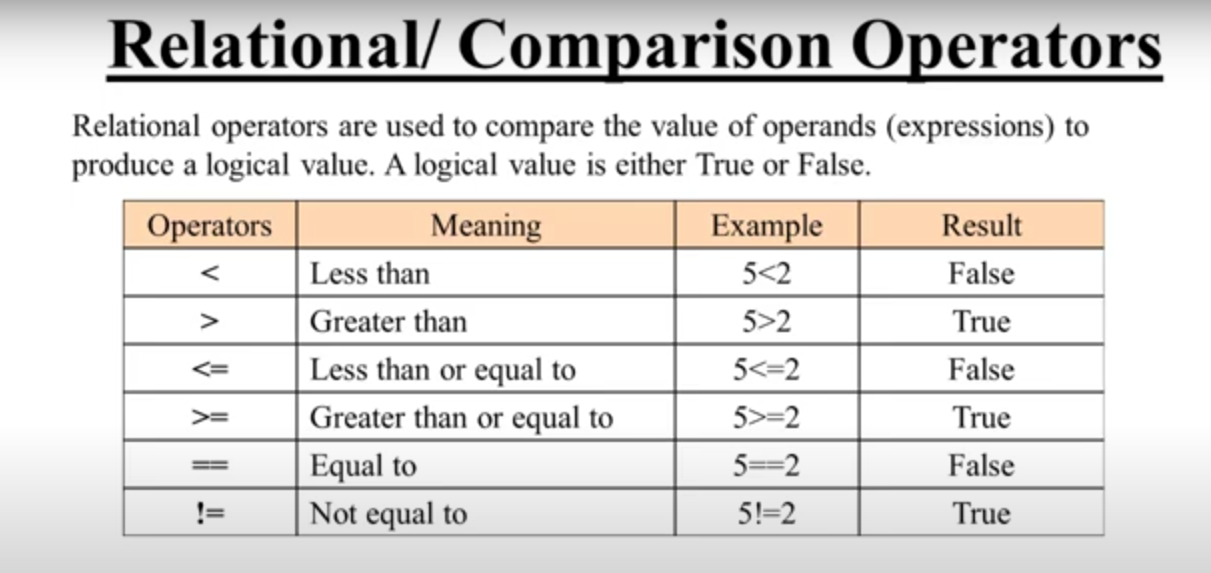 Relational/ Comparison Operators
Relational operators are used to compare the value of operands (expressions) to
produce a logical value. A logical value is either True or False.
Operators Meaning Example Result
< Less than 5<2 False
> Greater than 5>2 True
<= Less than or equal to 5<=2 False
>= Greater than or equal to 5>=2 True
== Equal to 5==2 False
!= Not equal to 5!=2 True